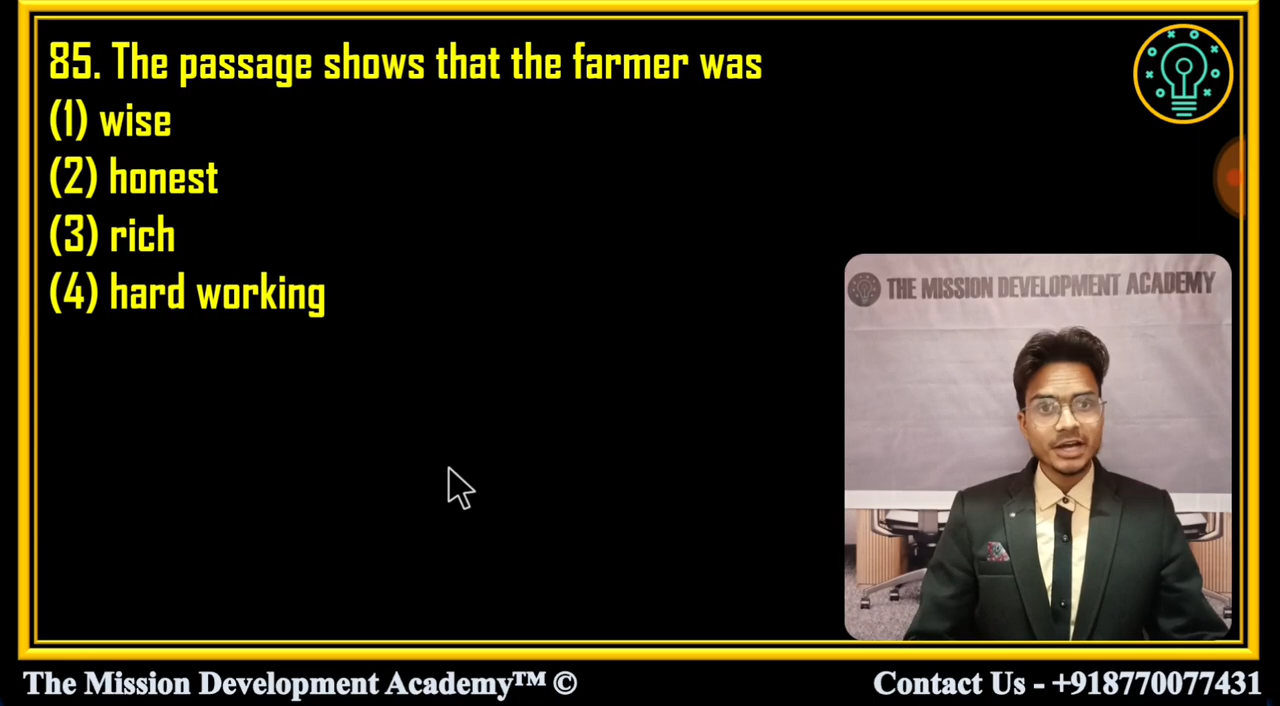 85. The passage shows that the farmer was
(1) wise
(2) honest
(3) rich
(4) hard working
THE MISSION DEVELOPMENT ACADEMY
The Mission Development Academy™ ©
Contact Us - +918770077431